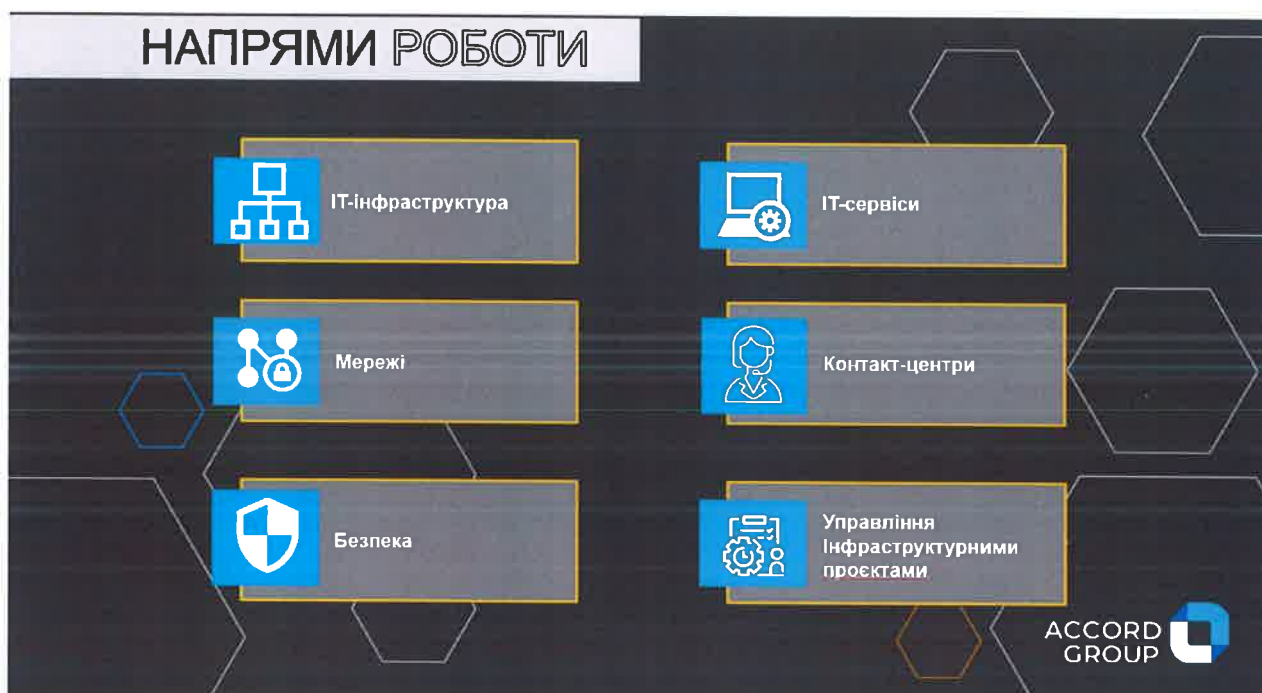 НАПРЯМИ РОБОТИ
ІТ-інфраструктура
ІТ-сервіси
Мережі
Контакт-центри
Безпека
Управління
Інфраструктурними
проєктами
ACCORD
GROUP